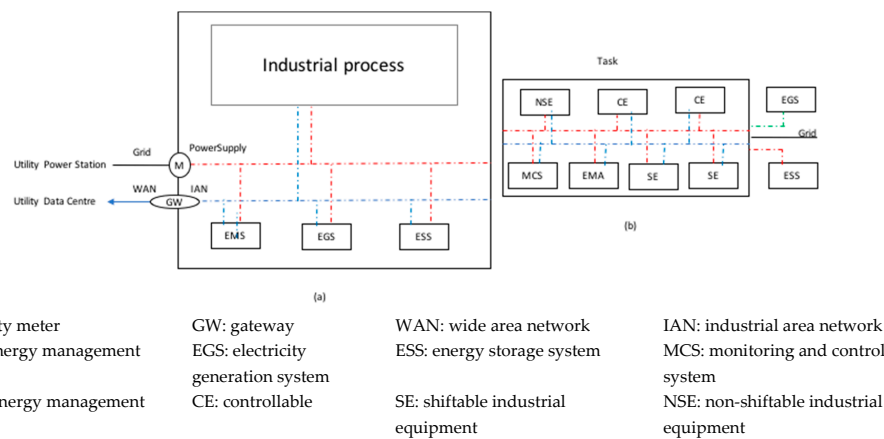 Industrial process
Task
NSE CE CE EGS
Grid
PowerSupply
Grid
M
Utility Power Station
MCS EMA SE SE ESS
WAN IAN
Utility Data Centre
GW
(b)
EMS EGS ESS
(a)
ty meter GW: gateway WAN: wide area network IAN: industrial area network
nergy management EGS: electricity ESS: energy storage system MCS: monitoring and control
generation system system
nergy management CE: controllable SE: shiftable industrial NSE: non-shiftable industrial
equipment equipment